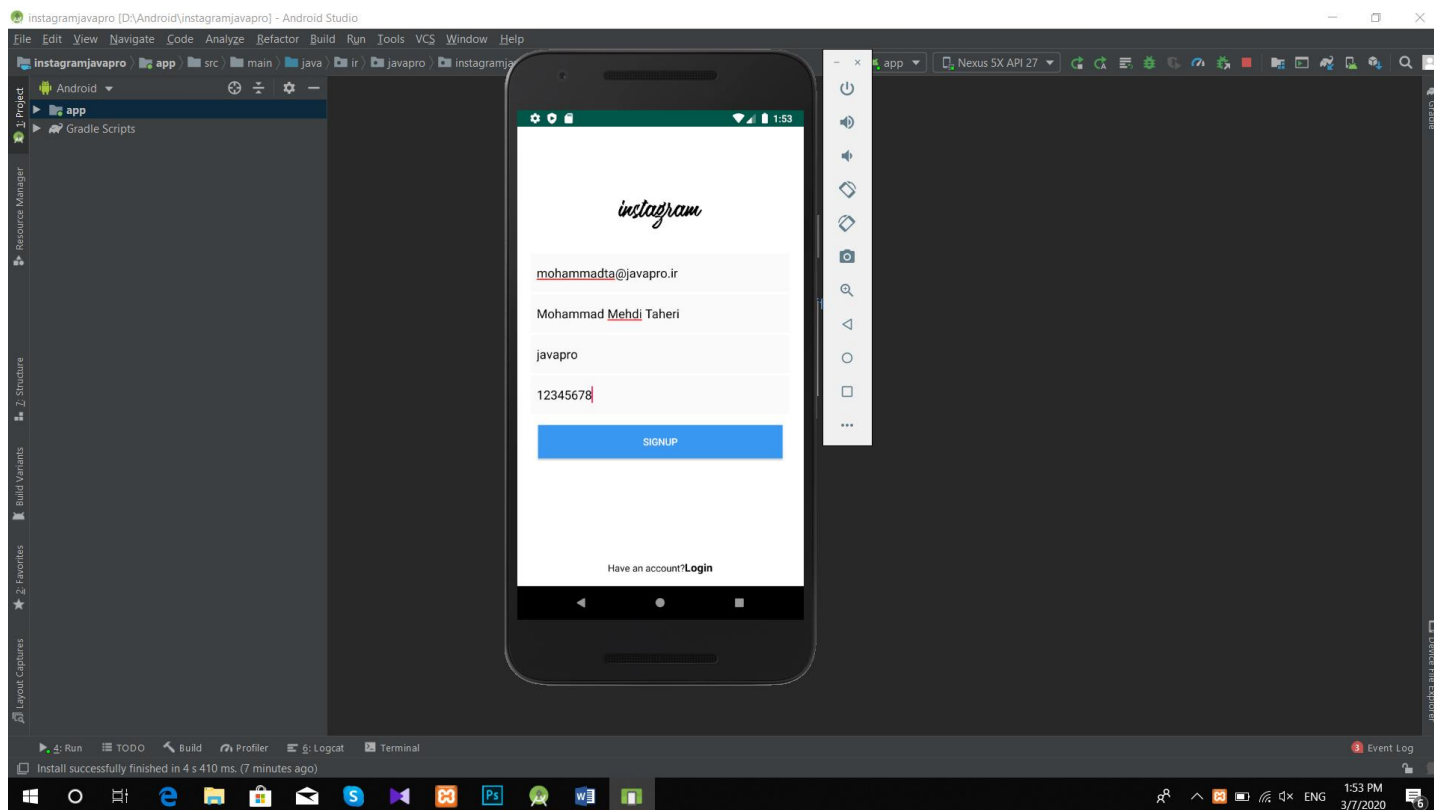 instagramjavapro [D:\Android\instagramjavapro] - Android Studio
File Edit View Navigate Code Analyze Refactor Build Run Tools VCS Window Help
instagramjavapro app src main java ir javapro instagramja
app Nexus 5X API 27
Android
app
Gradle Scripts
1: Project
Resource Manager
Z: Structure
Build Variants
2: Favorites
Layout Captures
1:53
instagram
mohammadta@javapro.ir
Mohammad Mehdi Taheri
javapro
12345678
SIGNUP
Have an account?Login
Gradle
Device File Explorer
4: Run TODO Build Profiler 6: Logcat Terminal
3 Event Log
Install successfully finished in 4 s 410 ms. (7 minutes ago)
S Ps W
ENG
1:53 PM
3/7/2020
6